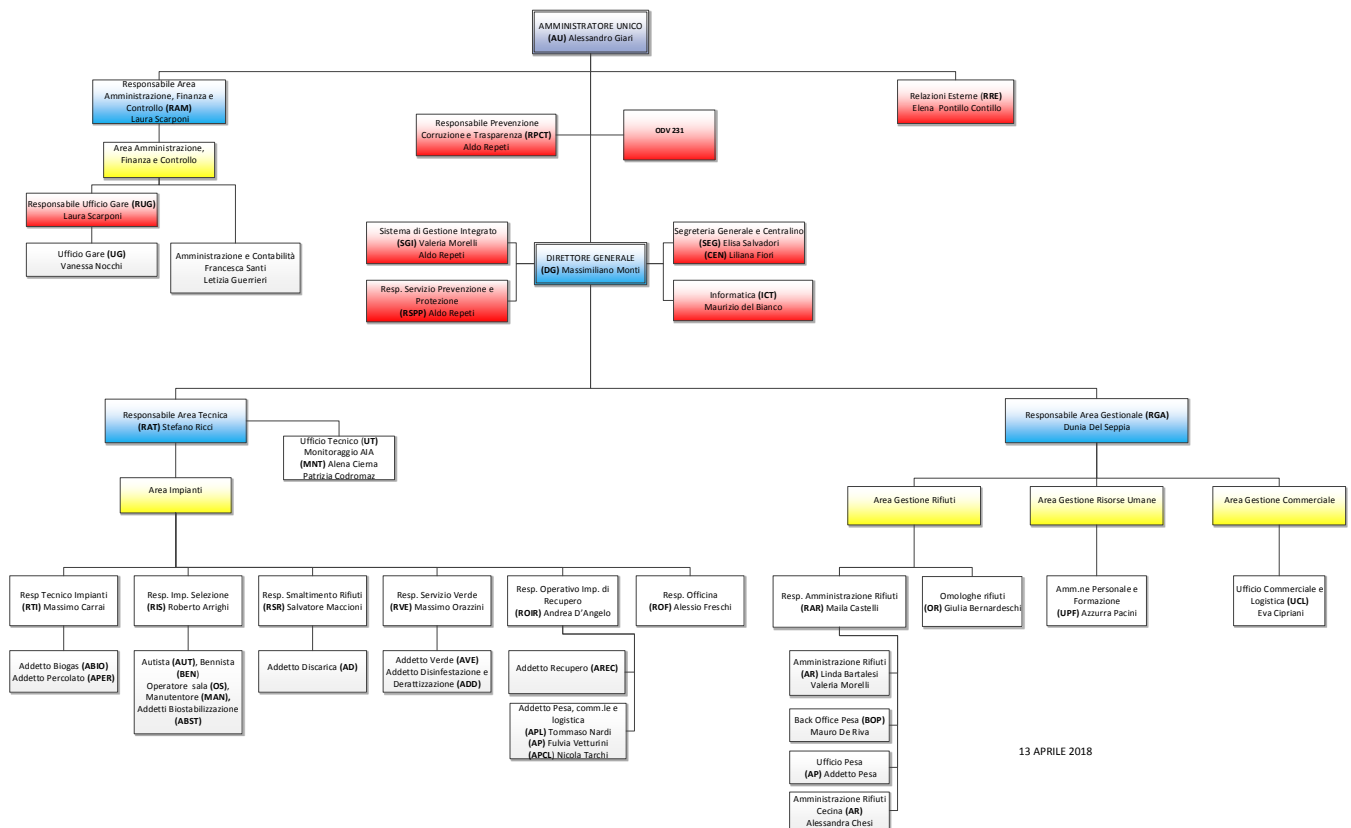 AMMINISTRATORE UNICO
(AU) Alessandro Giari
Responsabile Area
Amministrazione, Finanza e
Controllo (RAM)
Laura Scarponi
Relazioni Esterne (RRE)
Elena Pontillo Contillo
Responsabile Prevenzione
Corruzione e Trasparenza (RPCT)
Aldo Repeti
ODV 231
Area Amministrazione,
Finanza e Controllo
Responsabile Ufficio Gare (RUG)
Laura Scarponi
Ufficio Gare (UG)
Vanessa Nocchi
Amministrazione e Contabilità
Francesca Santi
Letizia Guerrieri
Sistema di Gestione Integrato
(SGI) Valeria Morelli
Aldo Repeti
Segreteria Generale e Centralino
(SEG) Elisa Salvadori
(CEN) Liliana Fiori
DIRETTORE GENERALE
(DG) Massimiliano Monti
Resp. Servizio Prevenzione e
Protezione
(RSPP) Aldo Repeti
Informatica (ICT)
Maurizio del Bianco
Responsabile Area Tecnica
(RAT) Stefano Ricci
Ufficio Tecnico (UT)
Monitoraggio AIA
(MNT) Alena Cierna
Patrizia Codromaz
Responsabile Area Gestionale (RGA)
Dunia Del Seppia
Area Impianti
Area Gestione Rifiuti
Area Gestione Risorse Umane
Area Gestione Commerciale
Resp Tecnico Impianti
(RTI) Massimo Carrai
Resp. Imp. Selezione
(RIS) Roberto Arrighi
Resp. Smaltimento Rifiuti
(RSR) Salvatore Maccioni
Resp. Servizio Verde
(RVE) Massimo Orazzini
Resp. Operativo Imp. di
Recupero
(ROIR) Andrea D'Angelo
Resp. Officina
(ROF) Alessio Freschi
Resp. Amministrazione Rifiuti
(RAR) Maila Castelli
Omologhe rifiuti
(OR) Giulia Bernardeschi
Amm.ne Personale e
Formazione
(UPF) Azzurra Pacini
Ufficio Commerciale e
Logistica (UCL)
Eva Cipriani
Addetto Biogas (ABIO)
Addetto Percolato (APER)
Autista (AUT), Bennista
(BEN)
Operatore sala (OS),
Manutentore (MAN),
Addetti Biostabilizzazione
(ABST)
Addetto Discarica (AD)
Addetto Verde (AVE)
Addetto Disinfestazione e
Derattizzazione (ADD)
Addetto Recupero (AREC)
Addetto Pesa, comm.le e
logistica
(APL) Tommaso Nardi
(AP) Fulvia Vetturini
(APCL) Nicola Tarchi
Amministrazione Rifiuti
(AR) Linda Bartalesi
Valeria Morelli
Back Office Pesa (BOP)
Mauro De Riva
Ufficio Pesa
(AP) Addetto Pesa
Amministrazione Rifiuti
Cecina (AR)
Alessandra Chesi
13 APRILE 2018